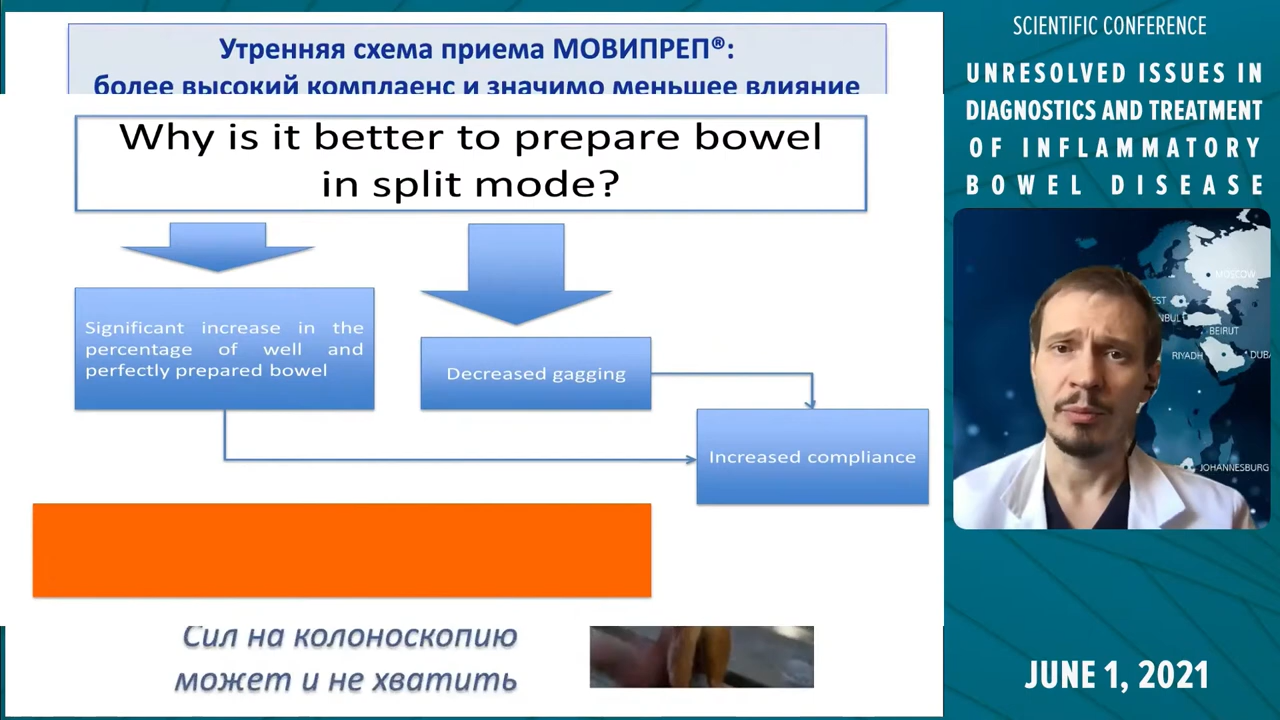 Утренняя схема приема МОВИПРЕП®:
более высокий комплаенс и значимо меньшее влияние
Why is it better to prepare bowel
in split mode?
Significant increase in the
percentage of well and
perfectly prepared bowel
Decreased gagging
Increased compliance
Сил на колоноскопию
может и не хватить
SCIENTIFIC CONFERENCE
UNRESOLVED ISSUES IN
DIAGNOSTICS AND TREATMENT
OF INFLAMMATORY
BOWEL DISEASE
MOSCOW
BEIRUT
RIYADH
JOHANNESBURG
JUNE 1, 2021